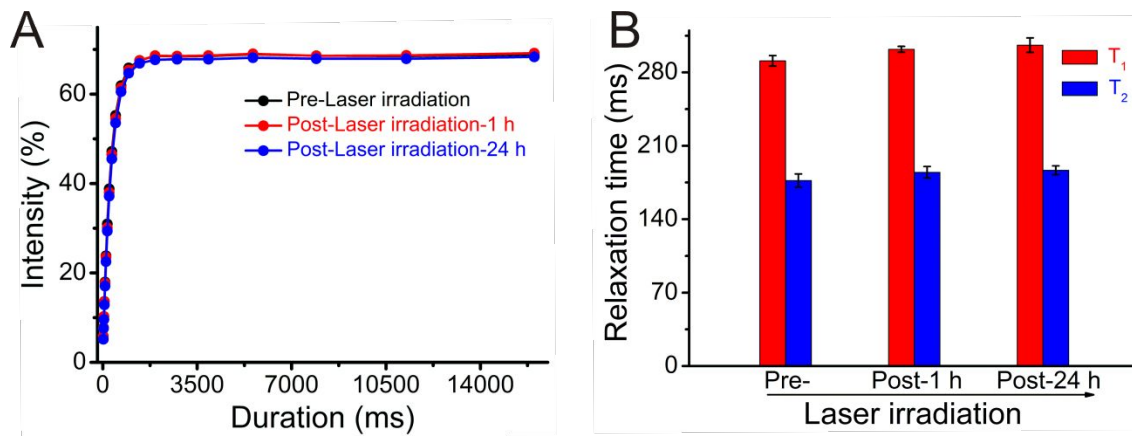 A
Intensity (%)
60
40
20
0
Pre-Laser irradiation
Post-Laser irradiation-1 h
Post-Laser irradiation-24 h
0 3500 7000 10500 14000
Duration (ms)
B
Relaxation time (ms)
280
210
140
70
0
T₁
T₂
Pre- Post-1 h Post-24 h
Laser irradiation